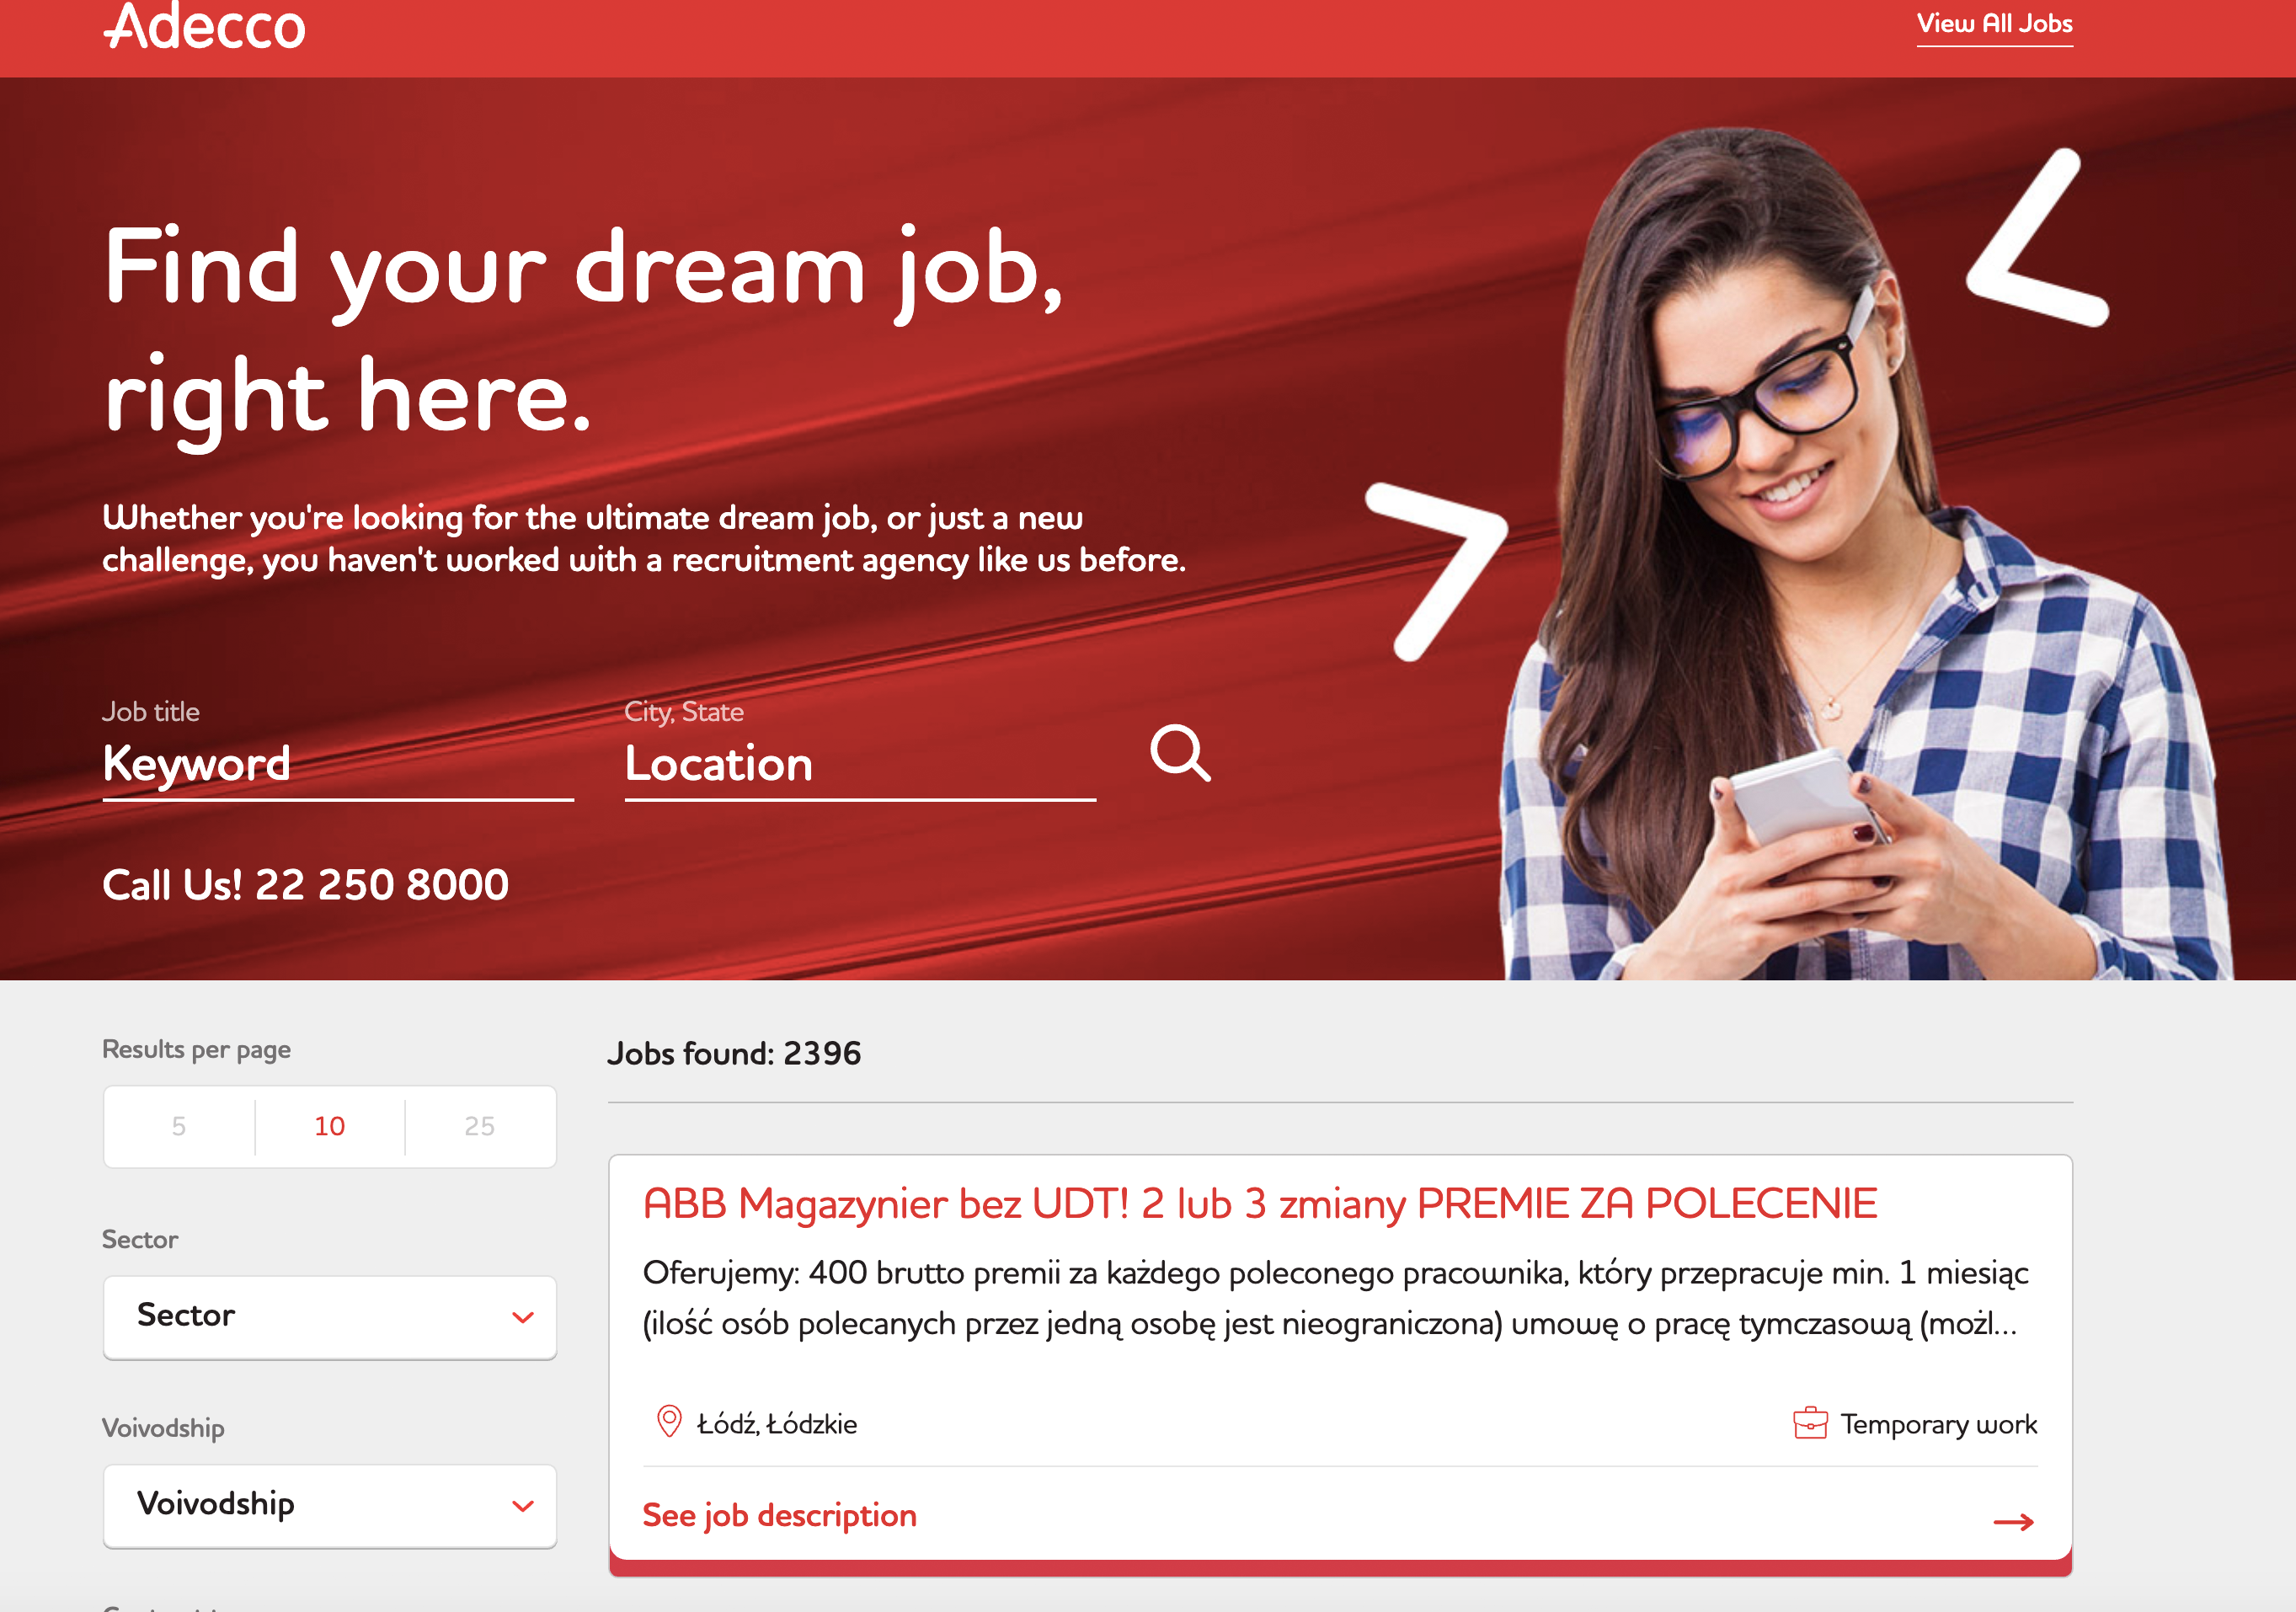 Adecco
View All Jobs
Find your dream job,
right here.
Whether you're looking for the ultimate dream job, or just a new
challenge, you haven't worked with a recruitment agency like us before.
Job title
City, State
Keyword
Location
Call Us! 22 250 8000
Results per page
5
10
25
Sector
Sector
Voivodship
Voivodship
Jobs found: 2396
ABB Magazynier bez UDT! 2 lub 3 zmiany PREMIE ZA POLECENIE
Oferujemy: 400 brutto premii za każdego poleconego pracownika, który przepracuje min. 1 miesiąc
(ilość osób polecanych przez jedną osobę jest nieograniczona) umowę o pracę tymczasową (możl...
Łódź, Łódzkie
Temporary work
See job description